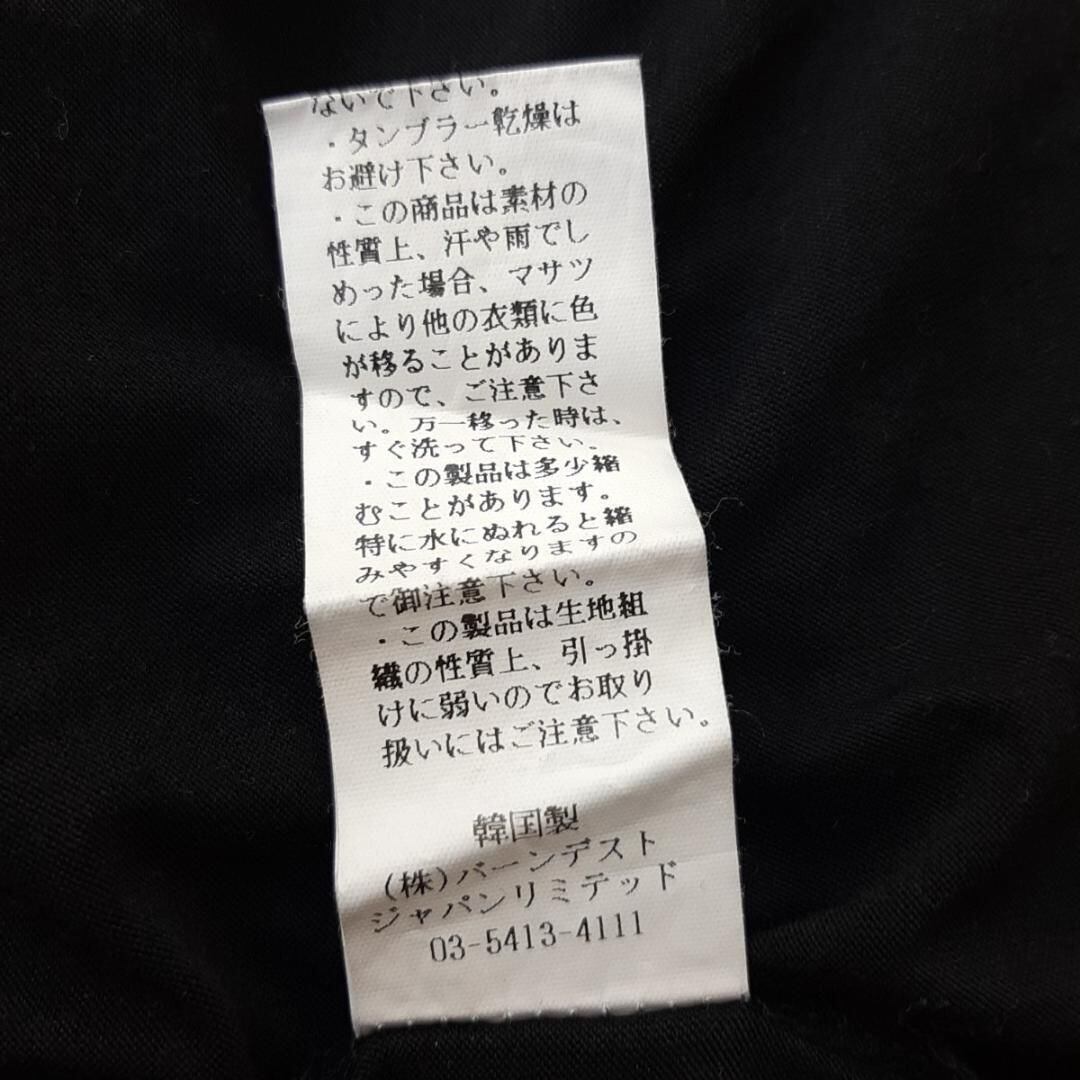 ないで下さい。
・タンブラー乾燥は
お避け下さい。
・この商品は素材の
性質上、汗や雨でし
めった場合、マサツ
により他の衣類に色
が移ることがありま
すので、ご注意下さ
い。万一移った時は、
すぐ洗って下さい。
・この製品は多少縮
むことがあります。
特に水にぬれると縮
みやすくなりますの
で御注意下さい。
・この製品は生地組
織の性質上、引っ掛
けに弱いのでお取り
扱いにはご注意下さい。
韓国製
(株)バーンデスト
ジャパンリミテッド
03-5413-4111